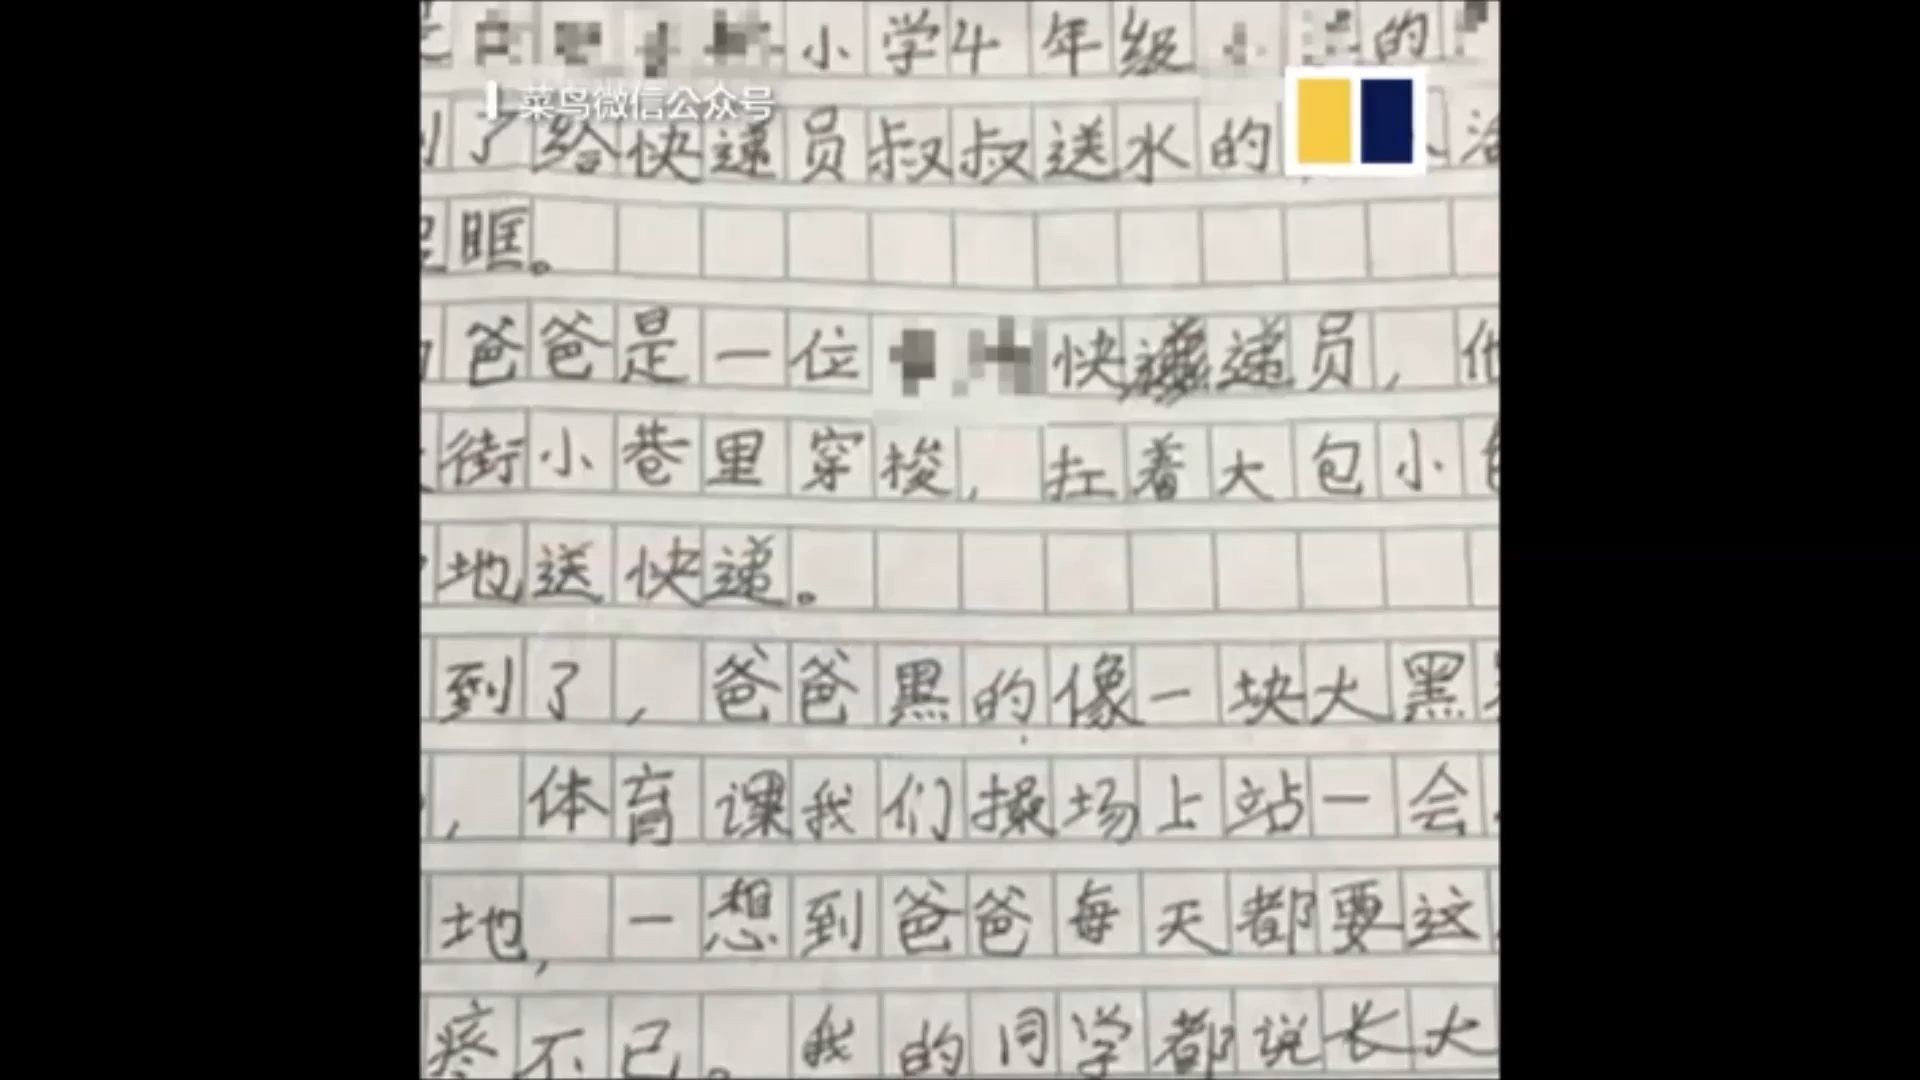 小学4年级 的
菜鸟微信公众号
了给快递员叔叔送水的
眶。
爸爸是一位 快递员，他
街小巷里穿梭，扛着大包小包
地送快递。
到了，爸爸黑的像一块大黑
，体育课我们操场上站一会
地，一想到爸爸每天都要这
疼不已。我的同学都说长大